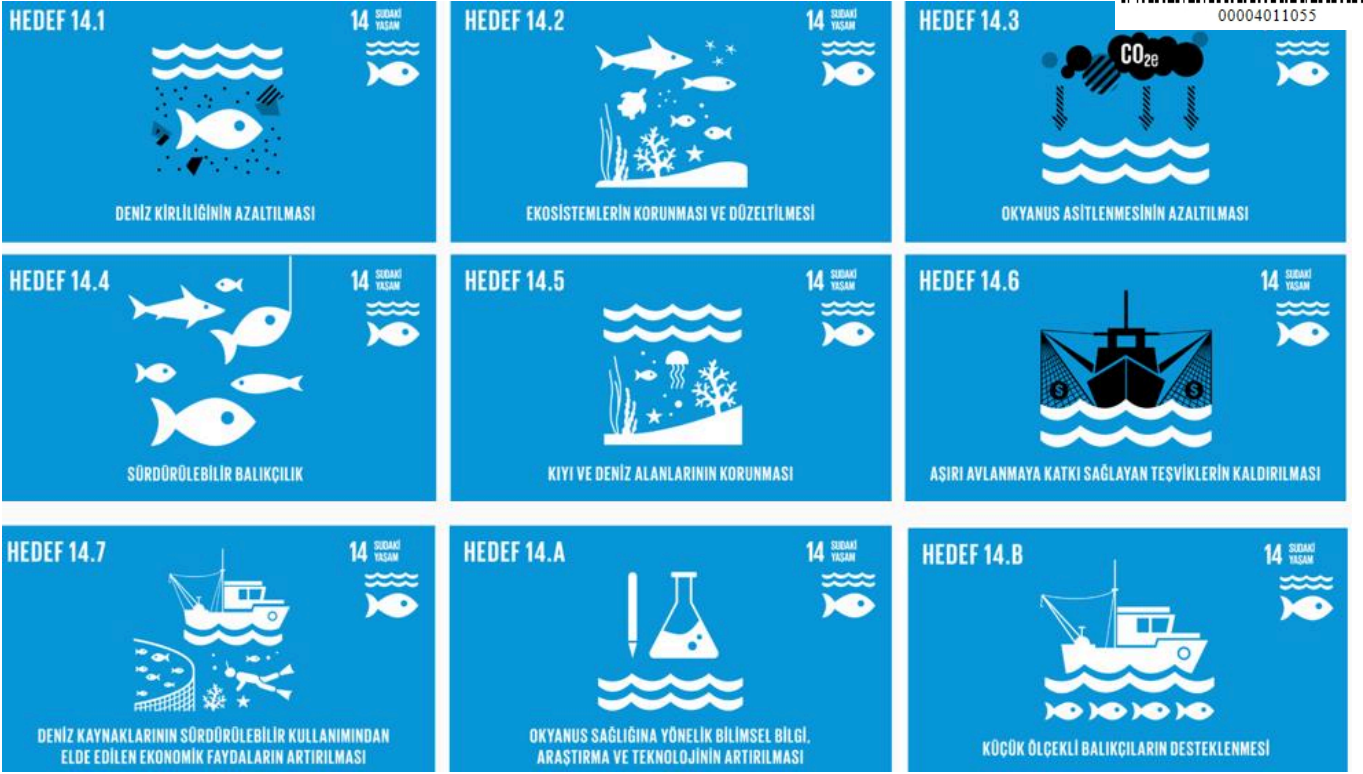 HEDEF 14.1
14 SUDAKİ
YAŞAM
DENİZ KİRLİLİĞİNİN AZALTILMASI
HEDEF 14.2
14 SUDAKİ
YAŞAM
EKOSİSTEMLERİN KORUNMASI VE DÜZELTİLMESİ
HEDEF 14.3
00004011055
CO2e
OKYANUS ASİTLENMESİNİN AZALTILMASI
HEDEF 14.4
14 SUDAKİ
YAŞAM
SÜRDÜRÜLEBİLİR BALIKÇILIK
HEDEF 14.5
14 SUDAKİ
YAŞAM
KIYI VE DENİZ ALANLARININ KORUNMASI
HEDEF 14.6
14 SUDAKİ
YAŞAM
$ $
AŞIRI AVLANMAYA KATKI SAĞLAYAN TEŞVİKLERİN KALDIRILMASI
HEDEF 14.7
14 SUDAKİ
YAŞAM
DENİZ KAYNAKLARININ SÜRDÜRÜLEBİLİR KULLANIMINDAN
ELDE EDİLEN EKONOMİK FAYDALARIN ARTIRILMASI
HEDEF 14.A
14 SUDAKİ
YAŞAM
OKYANUS SAĞLIĞINA YÖNELİK BİLİMSEL BİLGİ,
ARAŞTIRMA VE TEKNOLOJİNİN ARTIRILMASI
HEDEF 14.B
14 SUDAKİ
YAŞAM
KÜÇÜK ÖLÇEKLİ BALIKÇILARIN DESTEKLENMESİ